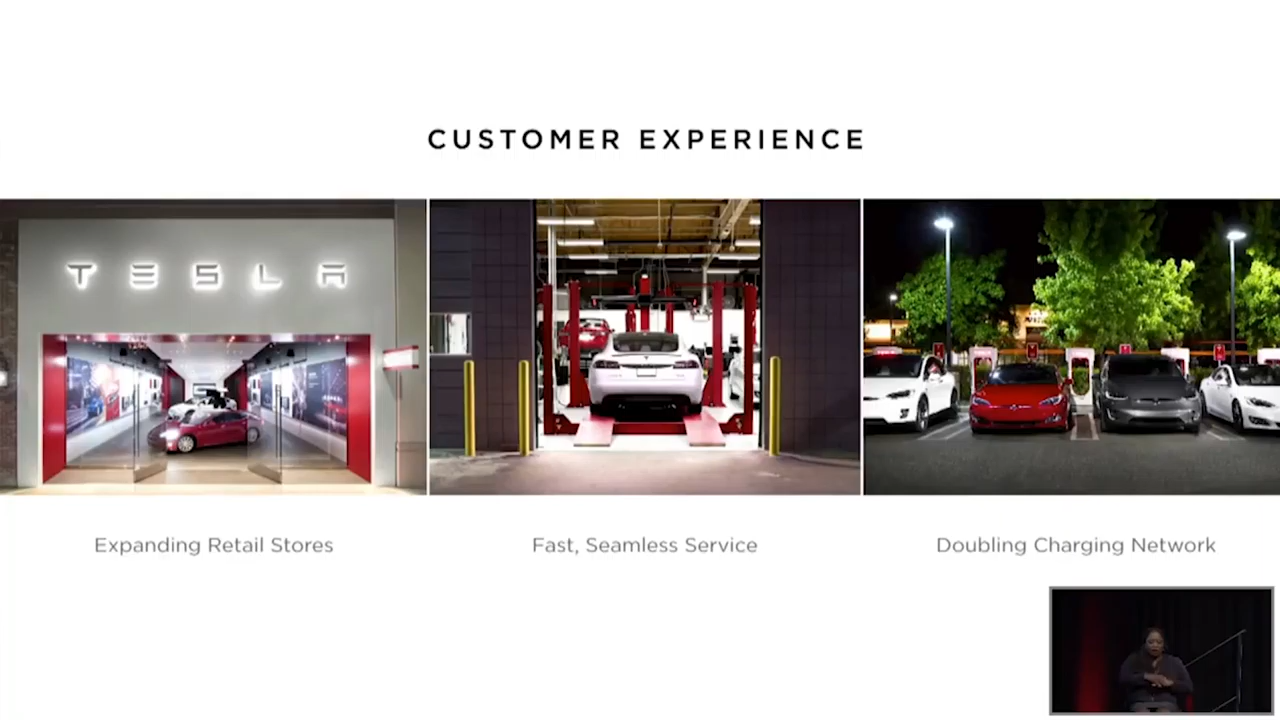 CUSTOMER EXPERIENCE
TESLA
Expanding Retail Stores
Fast, Seamless Service
Doubling Charging Network